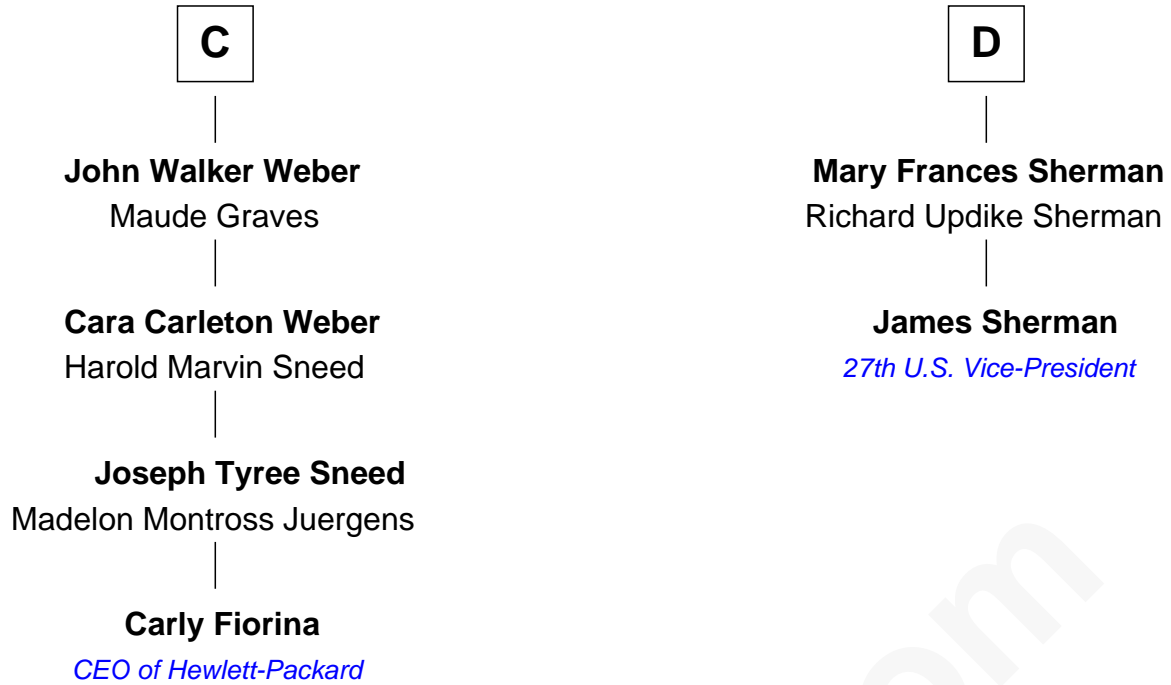 C
John Walker Weber
Maude Graves
Cara Carleton Weber
Harold Marvin Sneed
Joseph Tyree Sneed
Madelon Montross Juergens
Carly Fiorina
CEO of Hewlett-Packard
D
Mary Frances Sherman
Richard Updike Sherman
James Sherman
27th U.S. Vice-President
om